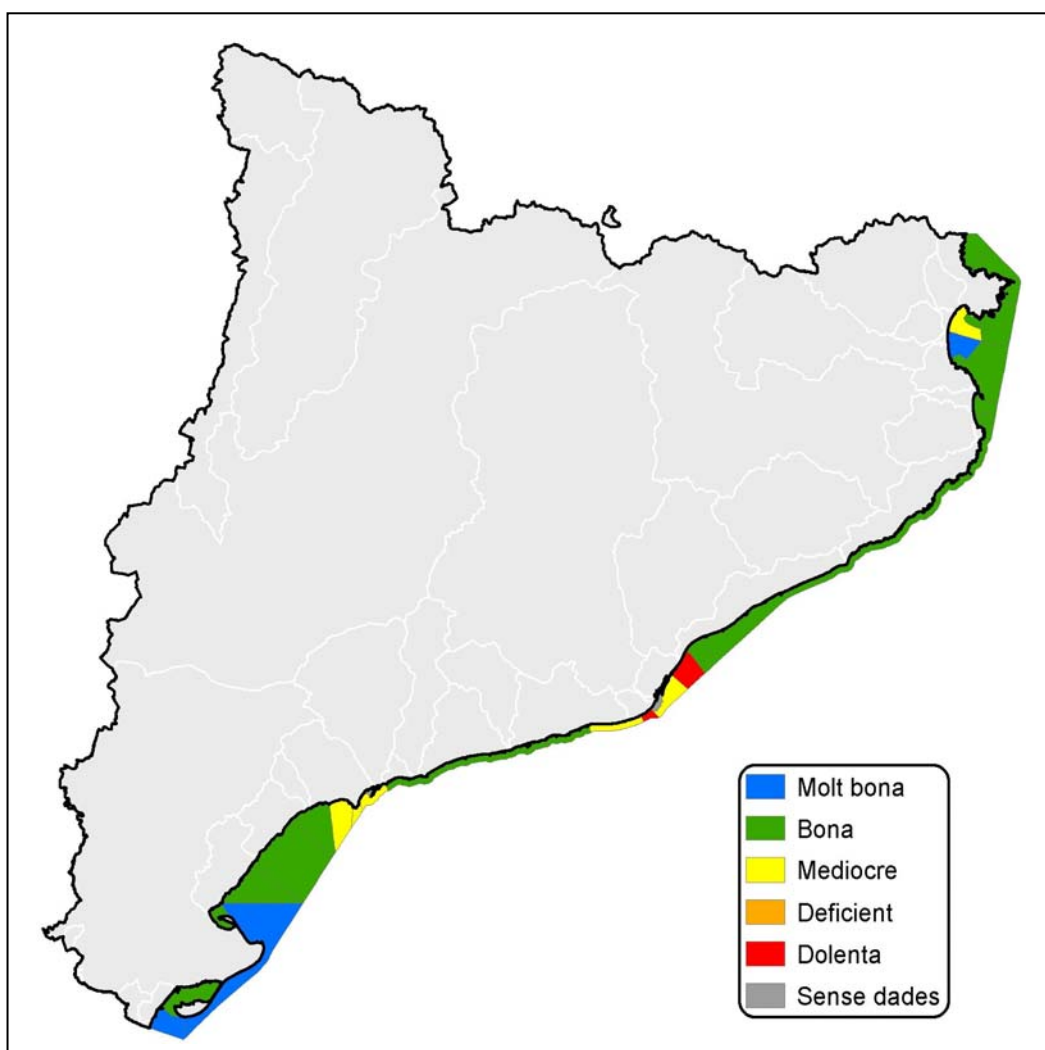 Molt bona
Bona
Mediocre
Deficient
Dolenta
Sense dades